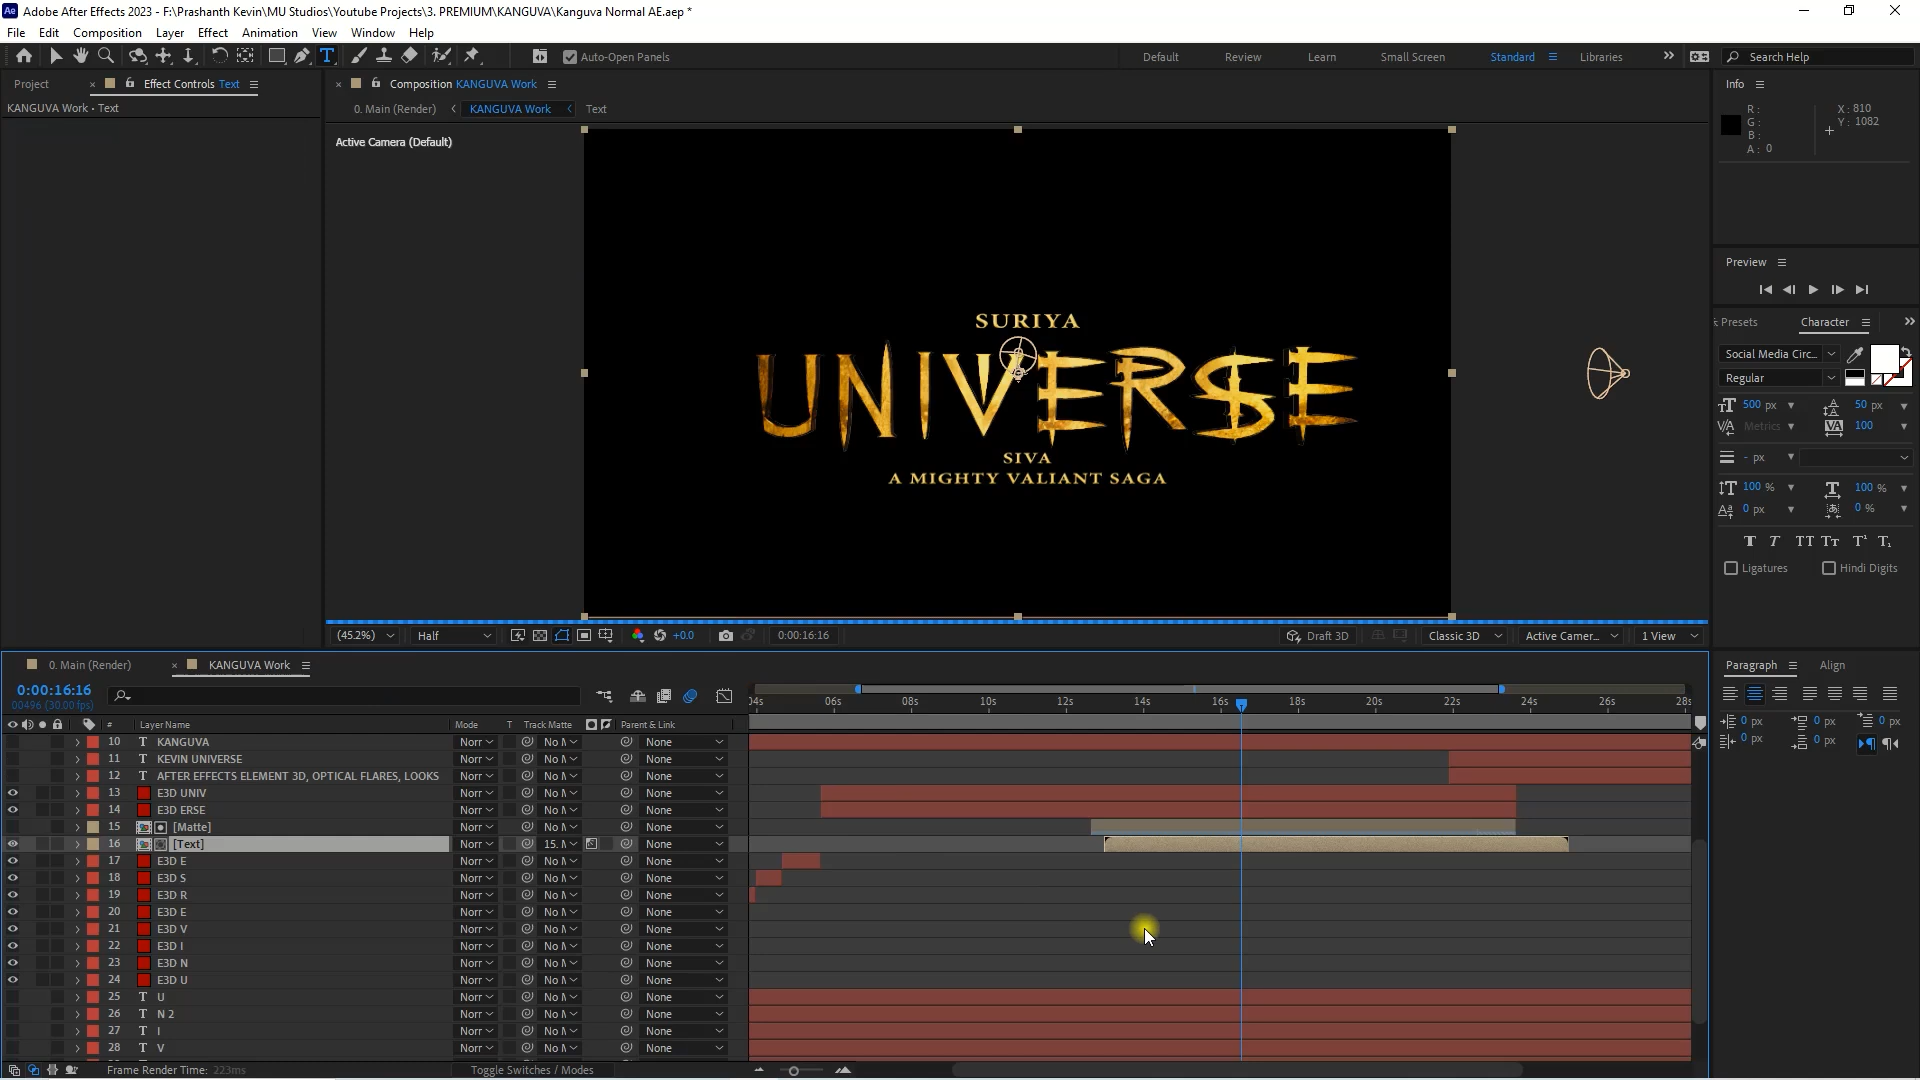 Adobe After Effects 2023 - F:\Prashanth Kevin\MU Studios\Youtube Projects\3. PREMIUM\KANGUVA\Kanguva Normal AE.aep *
File Edit Composition Layer Effect Animation View Window Help
Auto-Open Panels Default Review Learn Small Screen Standard Libraries Search Help
Project Effect Controls Text Composition KANGUVA Work Info
KANGUVA Work • Text 0. Main (Render) KANGUVA Work Text
R: X: 810
G: Y: 1082
B:
A: 0
Active Camera (Default)
SURIYA
UNIVERSE
SIVA
A MIGHTY VALIANT SAGA
Preview
Presets Character
Social Media Circ...
Regular
500 px 50 px
Metrics 100
- px
100 % 100 %
0 px 0 %
Ligatures Hindi Digits
(45.2%) Half +0.0 0:00:16:16 Draft 3D Classic 3D Active Camer... 1 View
0. Main (Render) KANGUVA Work
Paragraph Align
0 px 0 px 0 px
0 px 0 px
0:00:16:16
00496 (30.00 fps)
04s 06s 08s 10s 12s 14s 16s 18s 20s 22s 24s 26s 28s
# Layer Name Mode T Track Matte Parent & Link
10 T KANGUVA Norr No M None
11 T KEVIN UNIVERSE Norr No M None
12 T AFTER EFFECTS ELEMENT 3D, OPTICAL FLARES, LOOKS Norr No M None
13 E3D UNIV Norr No M None
14 E3D ERSE Norr No M None
15 [Matte] Norr No M None
16 [Text] Norr 15. M None
17 E3D E Norr No M None
18 E3D S Norr No M None
19 E3D R Norr No M None
20 E3D E Norr No M None
21 E3D V Norr No M None
22 E3D I Norr No M None
23 E3D N Norr No M None
24 E3D U Norr No M None
25 T U Norr No M None
26 T N 2 Norr No M None
27 T I Norr No M None
28 T V Norr No M None
Frame Render Time: 223ms Toggle Switches / Modes